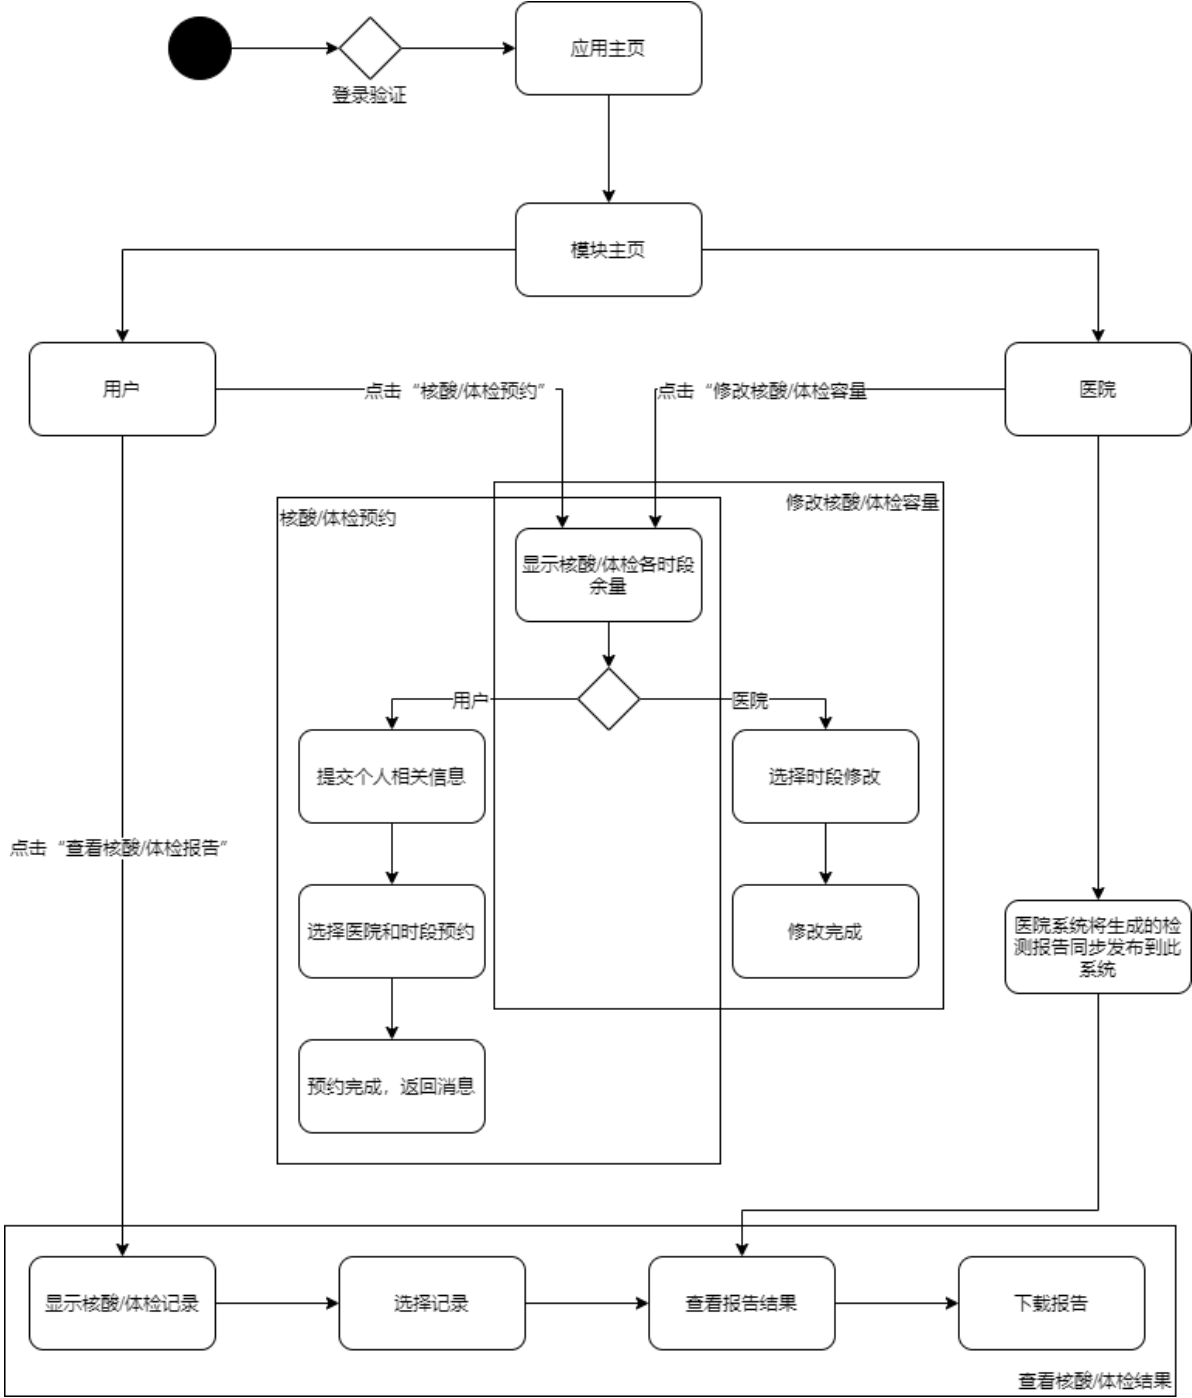 应用主页
登录验证
模块主页
用户
点击“核酸/体检预约”
点击“修改核酸/体检容量
医院
核酸/体检预约
修改核酸/体检容量
显示核酸/体检各时段
余量
用户
医院
提交个人相关信息
选择时段修改
点击“查看核酸/体检报告”
选择医院和时段预约
修改完成
医院系统将生成的检
测报告同步发布到此
系统
预约完成，返回消息
显示核酸/体检记录
选择记录
查看报告结果
下载报告
查看核酸/体检结果